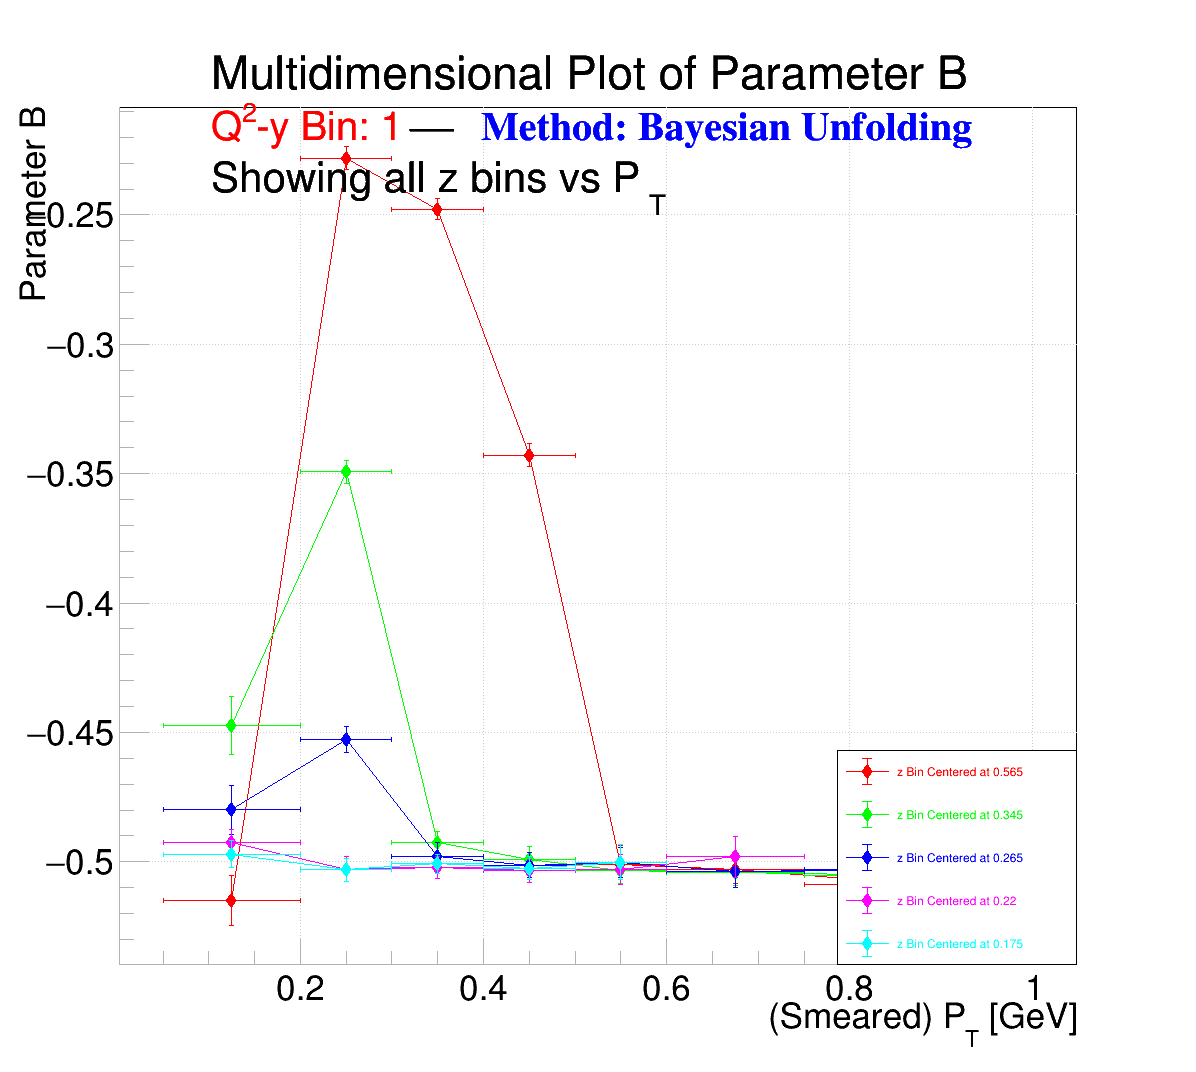 Multidimensional Plot of Parameter B
Q²-y Bin: 1 — Method: Bayesian Unfolding
Showing all z bins vs P_T
Parameter B
−0.25
−0.3
−0.35
−0.4
−0.45
−0.5
z Bin Centered at 0.565
z Bin Centered at 0.345
z Bin Centered at 0.265
z Bin Centered at 0.22
z Bin Centered at 0.175
0.2 0.4 0.6 0.8 1
(Smeared) P_T [GeV]